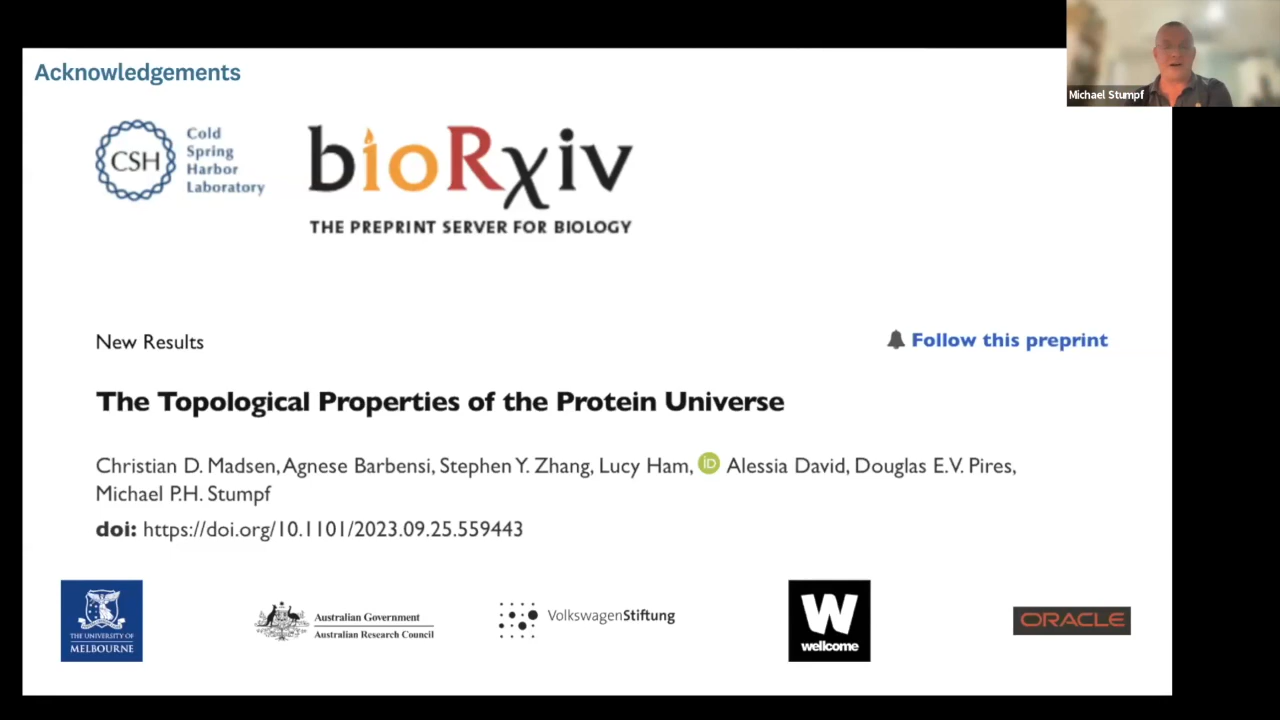 Acknowledgements
Michael Stumpf
CSH
Cold
Spring
Harbor
Laboratory
bioRχiv
THE PREPRINT SERVER FOR BIOLOGY
New Results
Follow this preprint
The Topological Properties of the Protein Universe
Christian D. Madsen, Agnese Barbensi, Stephen Y. Zhang, Lucy Ham, iD Alessia David, Douglas E.V. Pires,
Michael P.H. Stumpf
doi: https://doi.org/10.1101/2023.09.25.559443
THE UNIVERSITY OF
MELBOURNE
Australian Government
Australian Research Council
VolkswagenStiftung
W
wellcome
ORACLE